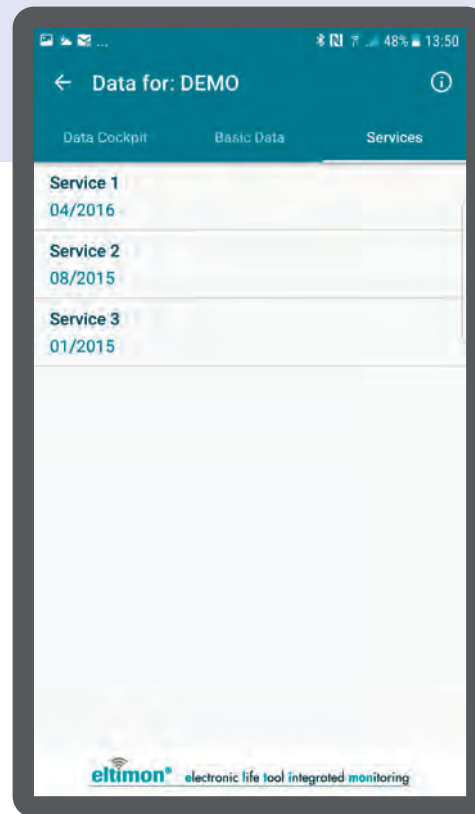 ... 48% 13:50
Data for: DEMO
Data Cockpit Basic Data Services
Service 1
04/2016
Service 2
08/2015
Service 3
01/2015
eltimon® electronic life tool integrated monitoring